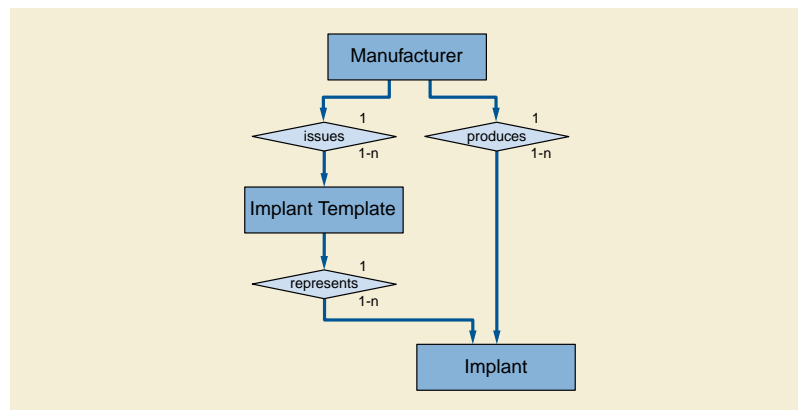 Manufacturer
1
1
issues
produces
1-n
1-n
Implant Template
1
represents
1-n
Implant